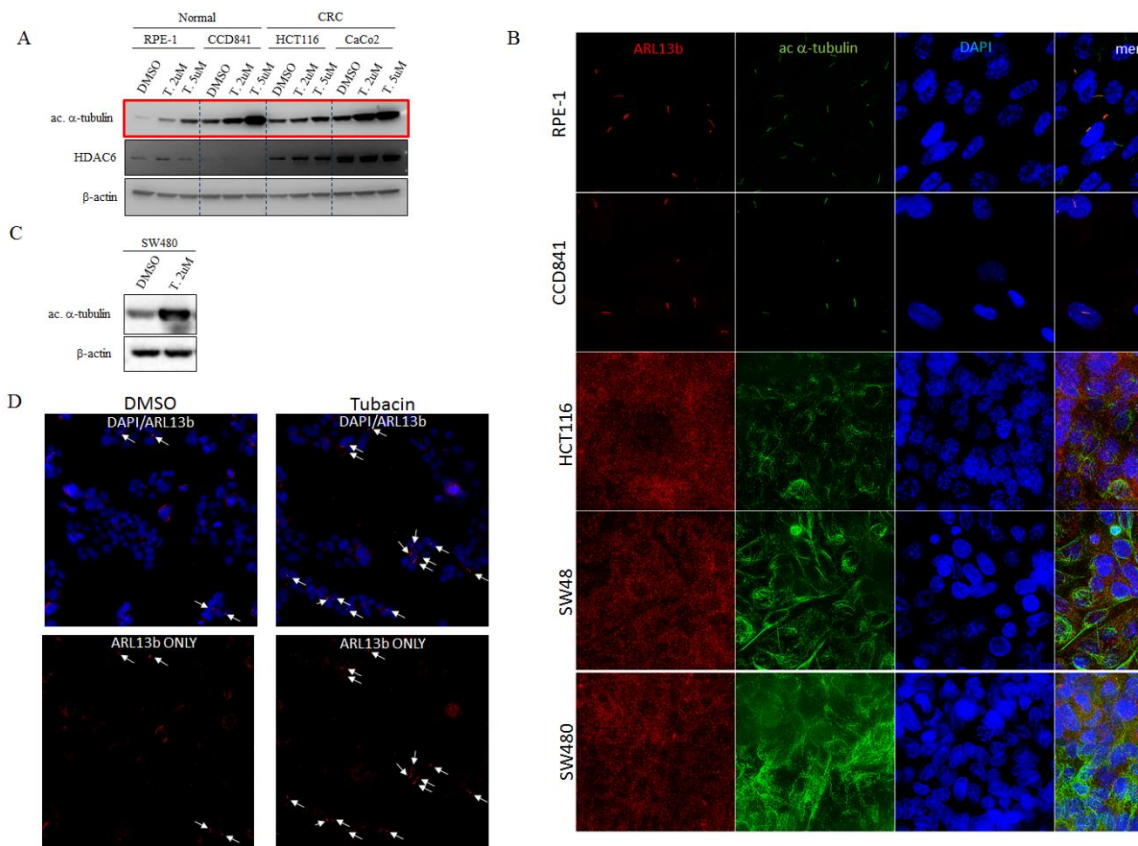 A
Normal CRC
RPE-1 CCD841 HCT116 CaCo2
DMSO T. 2uM T. 5uM DMSO T. 2uM T. 5uM DMSO T. 2uM T. 5uM DMSO T. 2uM T. 5uM
ac. α-tubulin
HDAC6
β-actin
C
SW480
DMSO T. 2uM
ac. α-tubulin
β-actin
D
DMSO Tubacin
DAPI/ARL13b DAPI/ARL13b
ARL13b ONLY ARL13b ONLY
B
ARL13b ac α-tubulin DAPI mer
RPE-1
CCD841
HCT116
SW48
SW480